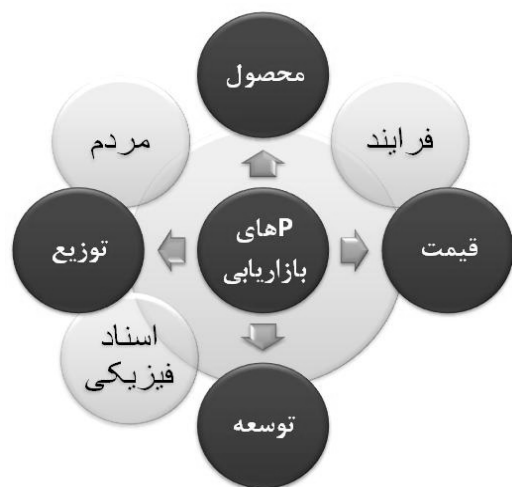 محصول
فرایند
مردم
قیمت
Pهای
بازاریابی
توزیع
اسناد
فیزیکی
توسعه